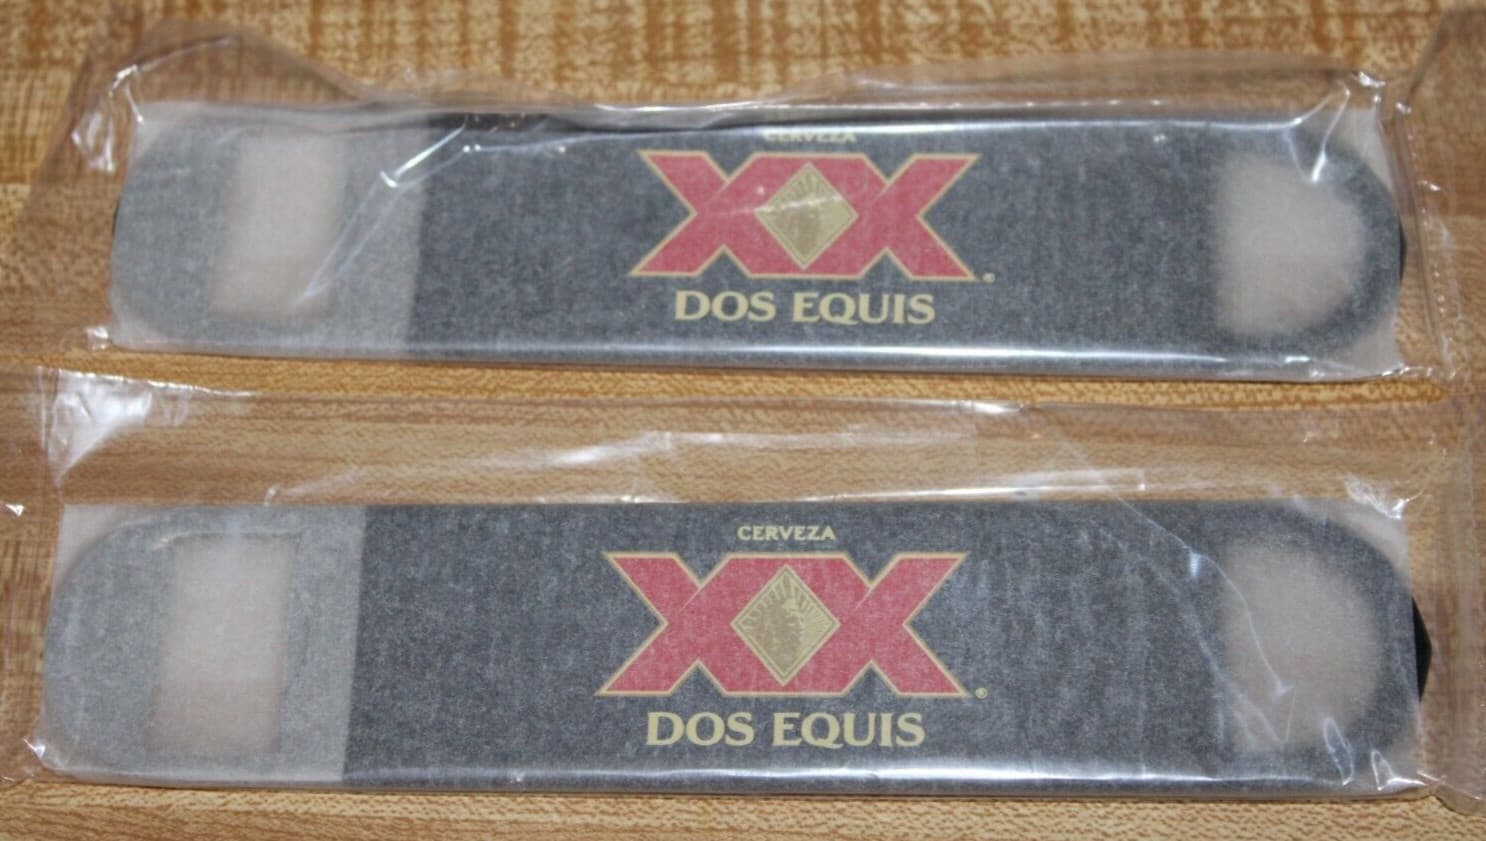 CERVEZA
XX
®
DOS EQUIS
CERVEZA
XX
®
DOS EQUIS